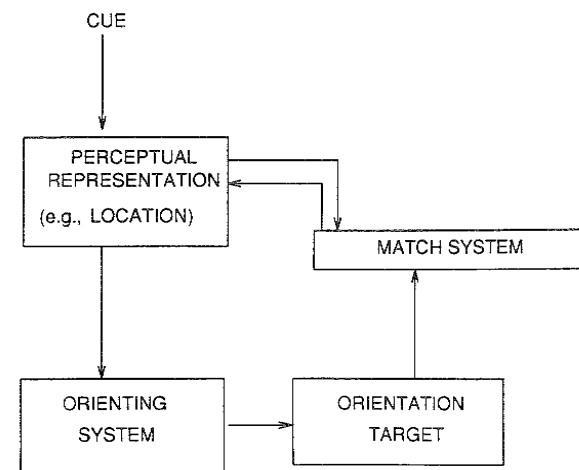 CUE
PERCEPTUAL
REPRESENTATION
(e.g., LOCATION)
MATCH SYSTEM
ORIENTING
SYSTEM
ORIENTATION
TARGET